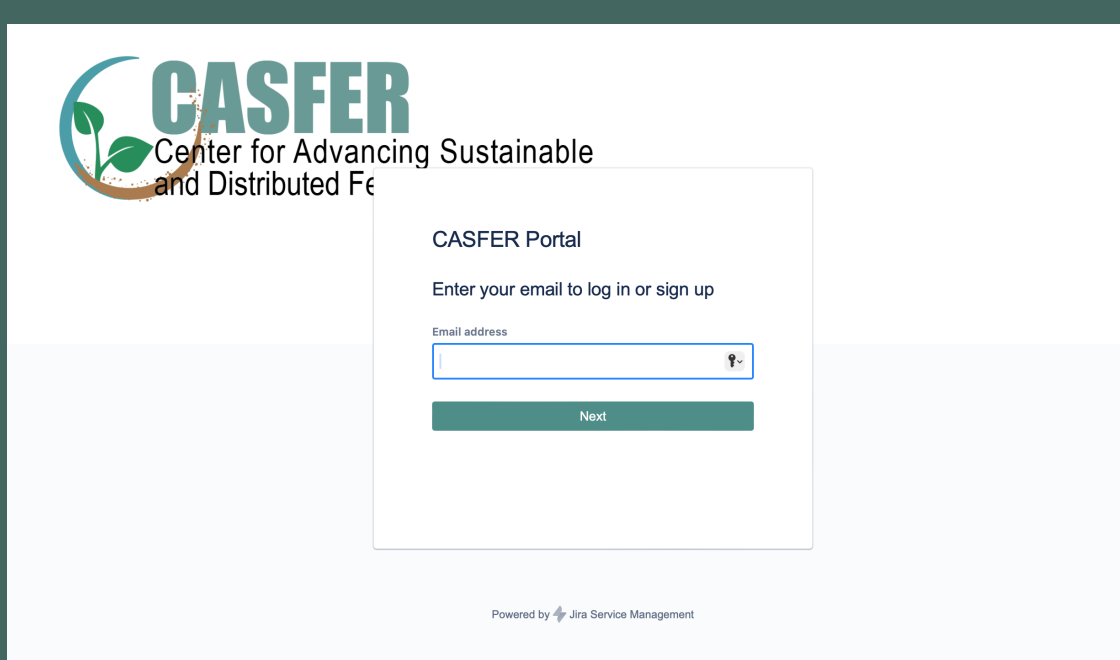 CASFER
Center for Advancing Sustainable
and Distributed Fe
CASFER Portal
Enter your email to log in or sign up
Email address
Next
Powered by Jira Service Management